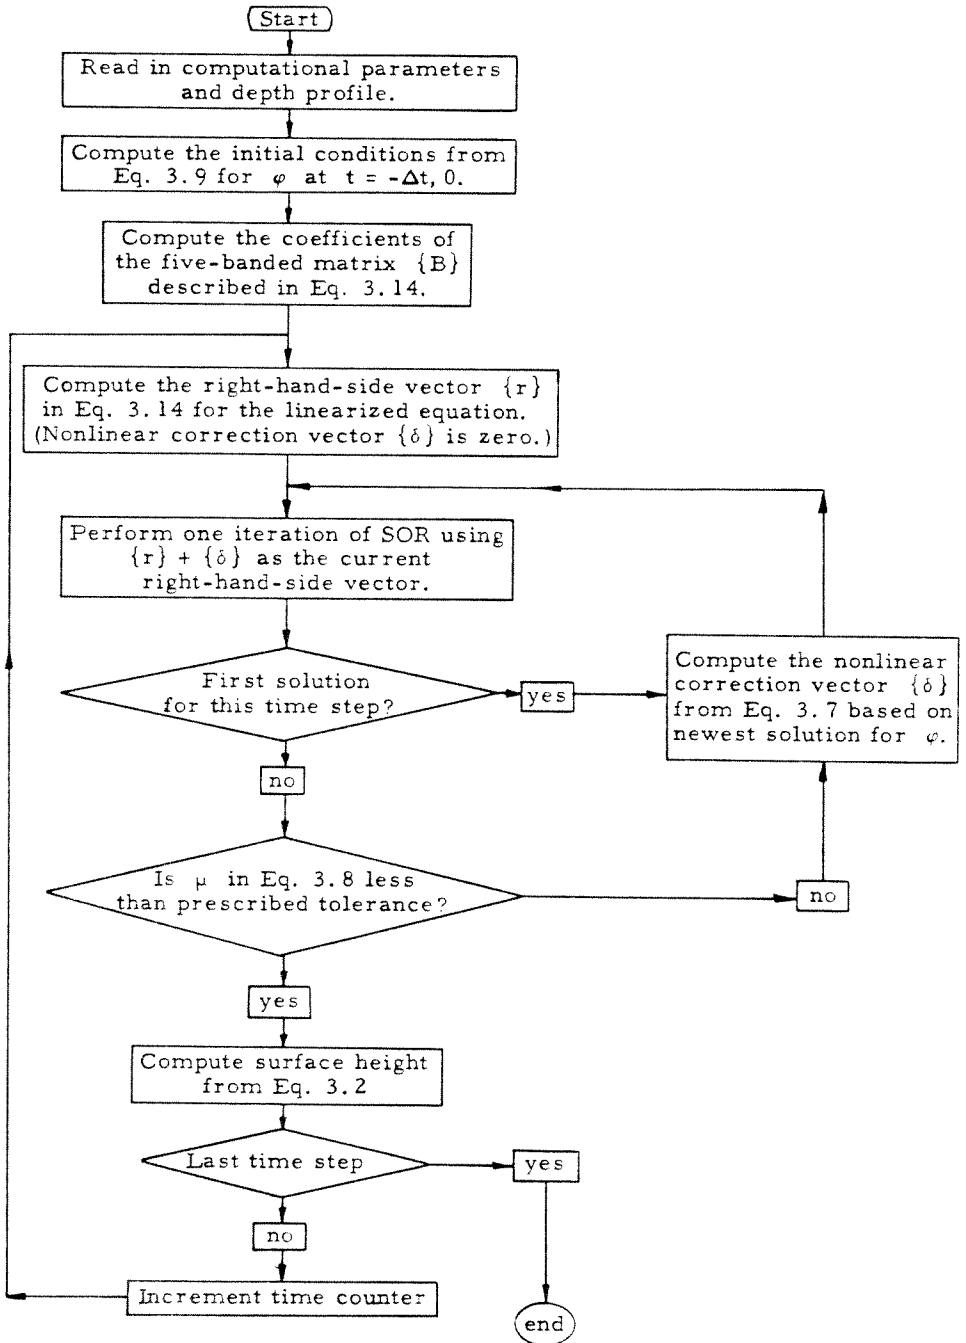 Start
Read in computational parameters
and depth profile.
Compute the initial conditions from
Eq. 3.9 for φ at t = -Δt, 0.
Compute the coefficients of
the five-banded matrix {B}
described in Eq. 3.14.
Compute the right-hand-side vector {r}
in Eq. 3.14 for the linearized equation.
(Nonlinear correction vector {δ} is zero.)
Perform one iteration of SOR using
{r} + {δ} as the current
right-hand-side vector.
First solution
for this time step?
yes
Compute the nonlinear
correction vector {δ}
from Eq. 3.7 based on
newest solution for φ.
no
Is μ in Eq. 3.8 less
than prescribed tolerance?
no
yes
Compute surface height
from Eq. 3.2
Last time step
yes
no
Increment time counter
end